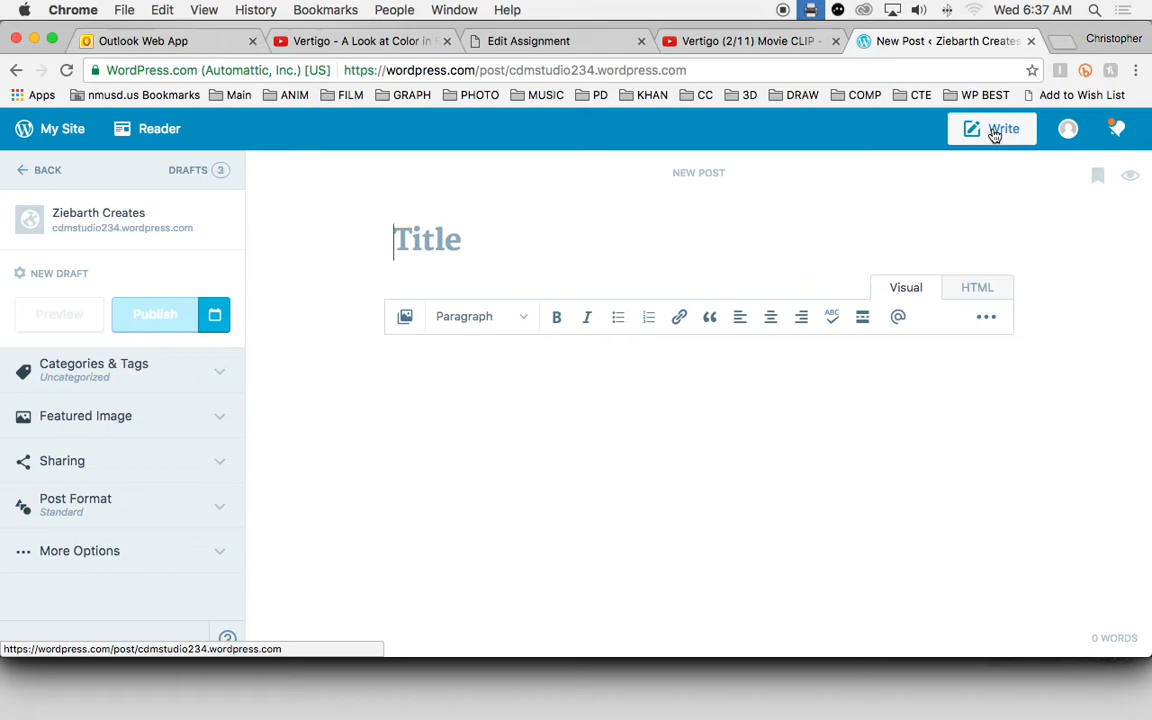 Chrome File Edit View History Bookmarks People Window Help Wed 6:37 AM
Outlook Web App Vertigo - A Look at Color in Edit Assignment Vertigo (2/11) Movie CLIP - New Post ‹ Ziebarth Creates Christopher
WordPress.com (Automattic, Inc.) [US] https://wordpress.com/post/cdmstudio234.wordpress.com
Apps nmusd.us Bookmarks Main ANIM FILM GRAPH PHOTO MUSIC PD KHAN CC 3D DRAW COMP CTE WP BEST Add to Wish List
My Site Reader Write
BACK DRAFTS 3
NEW POST
Ziebarth Creates
cdmstudio234.wordpress.com
Title
NEW DRAFT
Visual HTML
Preview Publish
Paragraph B I ABC
Categories & Tags
Uncategorized
Featured Image
Sharing
Post Format
Standard
More Options
0 WORDS
https://wordpress.com/post/cdmstudio234.wordpress.com